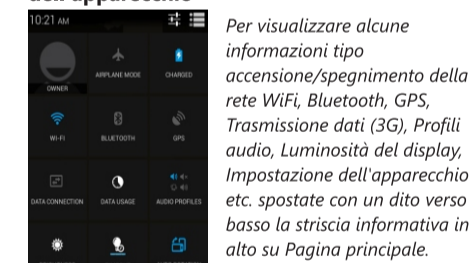 10:21 AM
OWNER
AIRPLANE MODE
CHARGED
WI-FI
BLUETOOTH
GPS
DATA CONNECTION
DATA USAGE
AUDIO PROFILES
Per visualizzare alcune
informazioni tipo
accensione/spegnimento della
rete WiFi, Bluetooth, GPS,
Trasmissione dati (3G), Profili
audio, Luminosità del display,
Impostazione dell'apparecchio
etc. spostate con un dito verso
basso la striscia informativa in
alto su Pagina principale.